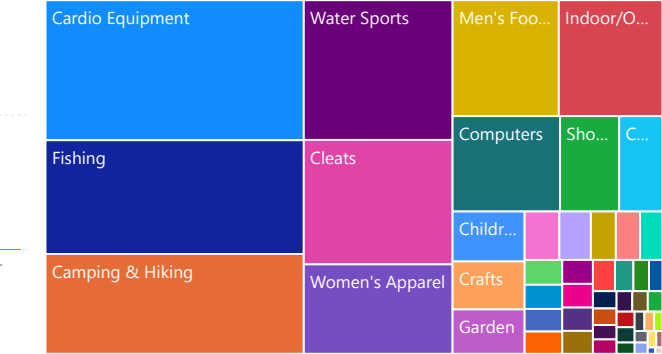 Cardio Equipment
Water Sports
Men's Foo...
Indoor/O...
Fishing
Cleats
Computers
Sho...
C...
Camping & Hiking
Women's Apparel
Childr...
Crafts
Garden